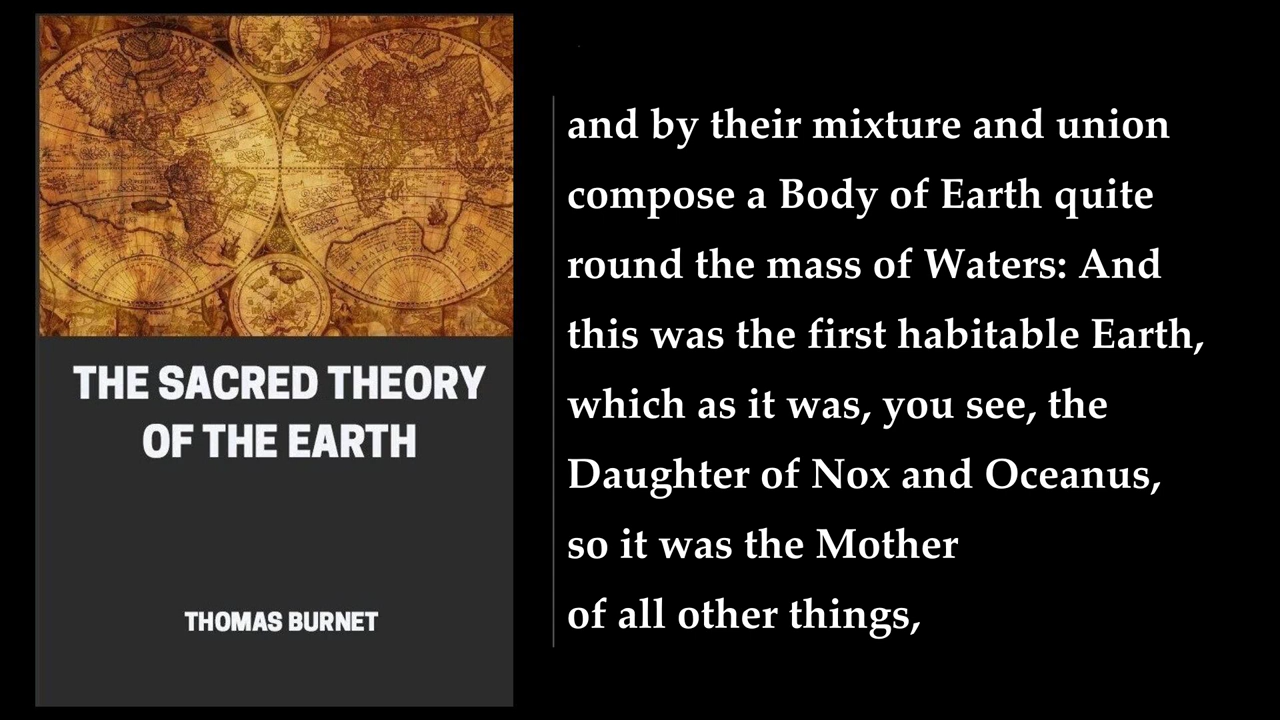 THE SACRED THEORY
OF THE EARTH
THOMAS BURNET
and by their mixture and union
compose a Body of Earth quite
round the mass of Waters: And
this was the first habitable Earth,
which as it was, you see, the
Daughter of Nox and Oceanus,
so it was the Mother
of all other things,